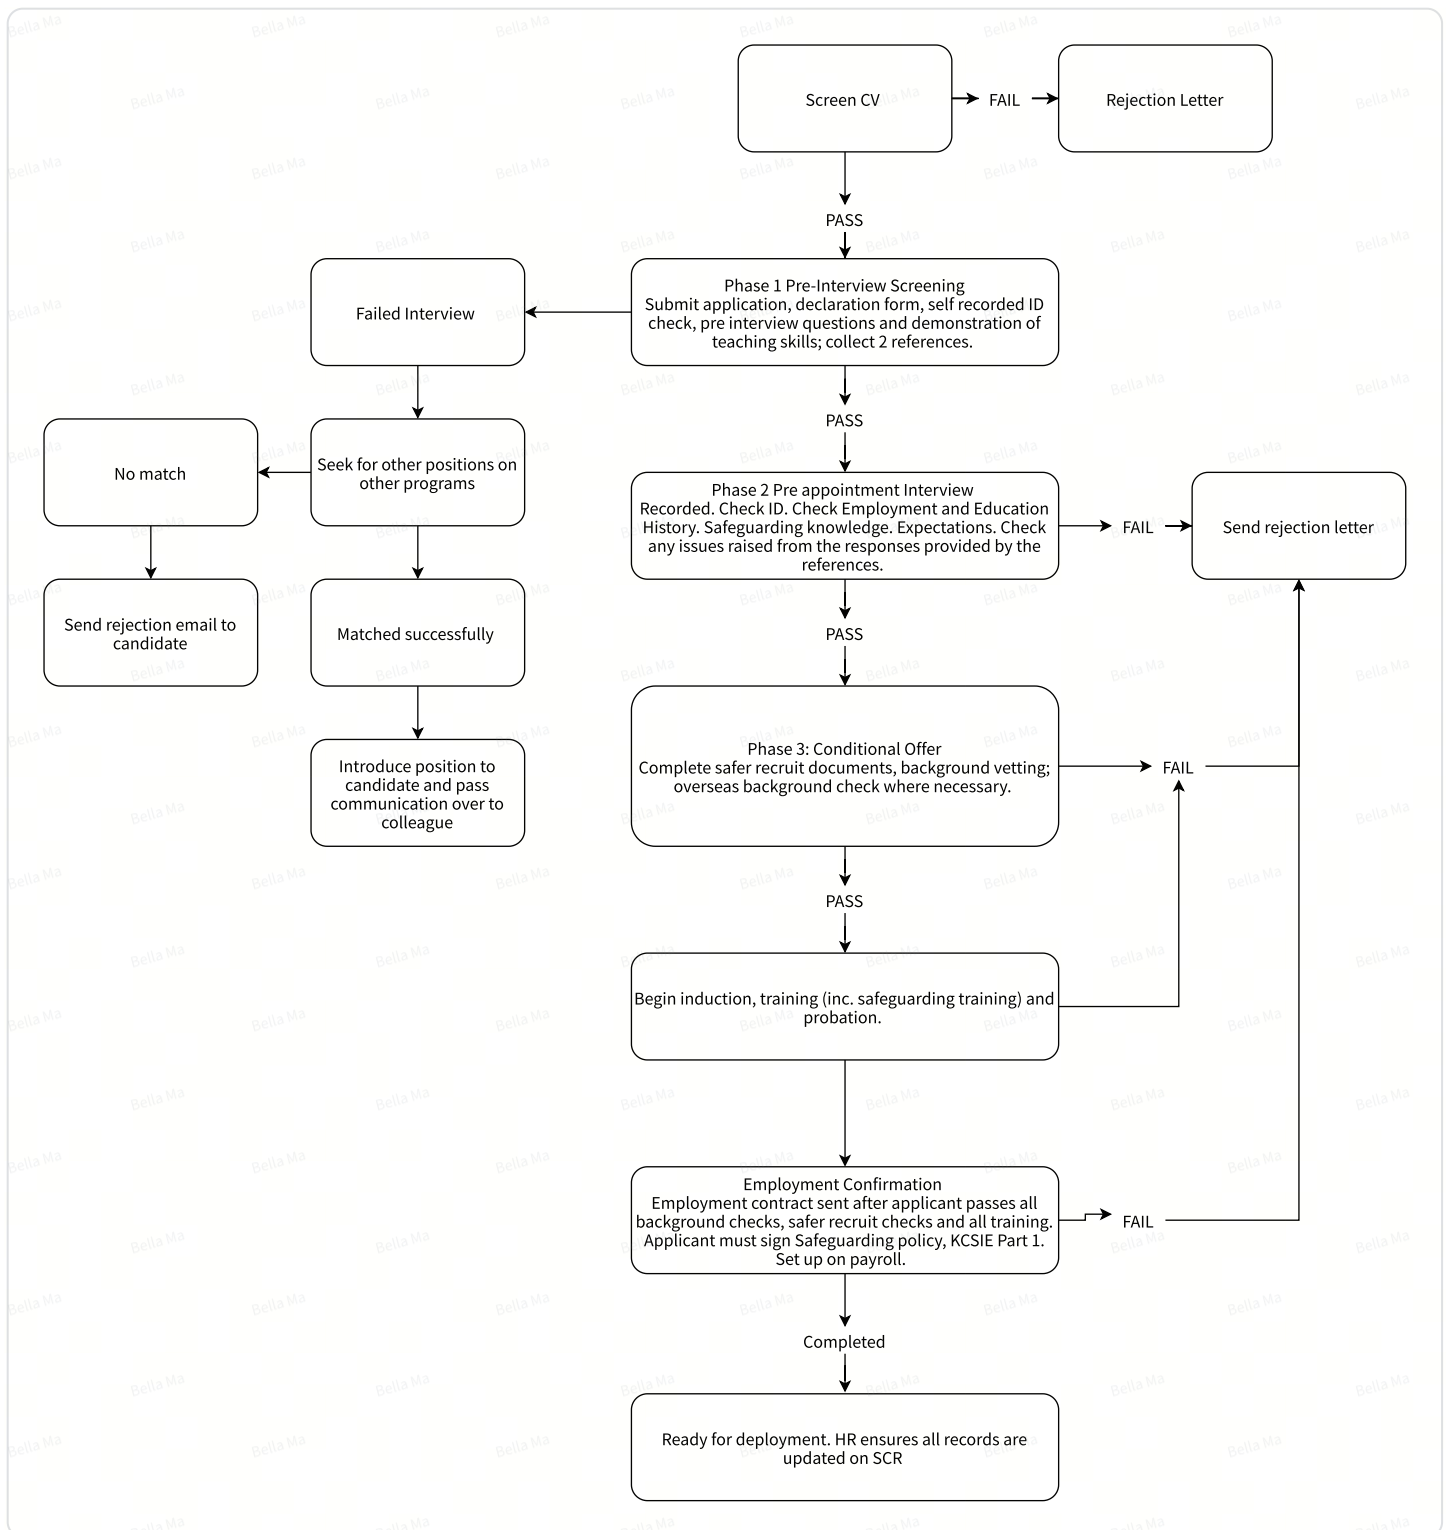 Screen CV
FAIL
Rejection Letter
PASS
Phase 1 Pre-Interview Screening
Submit application, declaration form, self recorded ID
check, pre interview questions and demonstration of
teaching skills; collect 2 references.
Failed Interview
PASS
Seek for other positions on
other programs
No match
Phase 2 Pre appointment Interview
Recorded. Check ID. Check Employment and Education
History. Safeguarding knowledge. Expectations. Check
any issues raised from the responses provided by the
references.
FAIL
Send rejection letter
Send rejection email to
candidate
Matched successfully
PASS
Phase 3: Conditional Offer
Complete safer recruit documents, background vetting;
overseas background check where necessary.
FAIL
Introduce position to
candidate and pass
communication over to
colleague
PASS
Begin induction, training (inc. safeguarding training) and
probation.
Employment Confirmation
Employment contract sent after applicant passes all
background checks, safer recruit checks and all training.
Applicant must sign Safeguarding policy, KCSIE Part 1.
Set up on payroll.
FAIL
Completed
Ready for deployment. HR ensures all records are
updated on SCR
Bella Ma